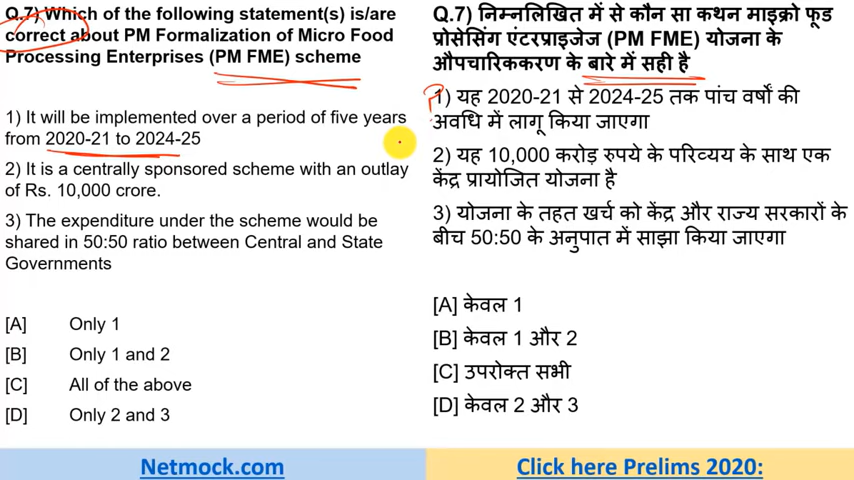 Q.7) Which of the following statement(s) is/are
correct about PM Formalization of Micro Food
Processing Enterprises (PM FME) scheme
1) It will be implemented over a period of five years
from 2020-21 to 2024-25
2) It is a centrally sponsored scheme with an outlay
of Rs. 10,000 crore.
3) The expenditure under the scheme would be
shared in 50:50 ratio between Central and State
Governments
[A] Only 1
[B] Only 1 and 2
[C] All of the above
[D] Only 2 and 3
Q.7) निम्नलिखित में से कौन सा कथन माइक्रो फूड
प्रोसेसिंग एंटरप्राइजेज (PM FME) योजना के
औपचारिककरण के बारे में सही है
1) यह 2020-21 से 2024-25 तक पांच वर्षों की
अवधि में लागू किया जाएगा
2) यह 10,000 करोड़ रुपये के परिव्यय के साथ एक
केंद्र प्रायोजित योजना है
3) योजना के तहत खर्च को केंद्र और राज्य सरकारों के
बीच 50:50 के अनुपात में साझा किया जाएगा
[A] केवल 1
[B] केवल 1 और 2
[C] उपरोक्त सभी
[D] केवल 2 और 3
Netmock.com
Click here Prelims 2020: